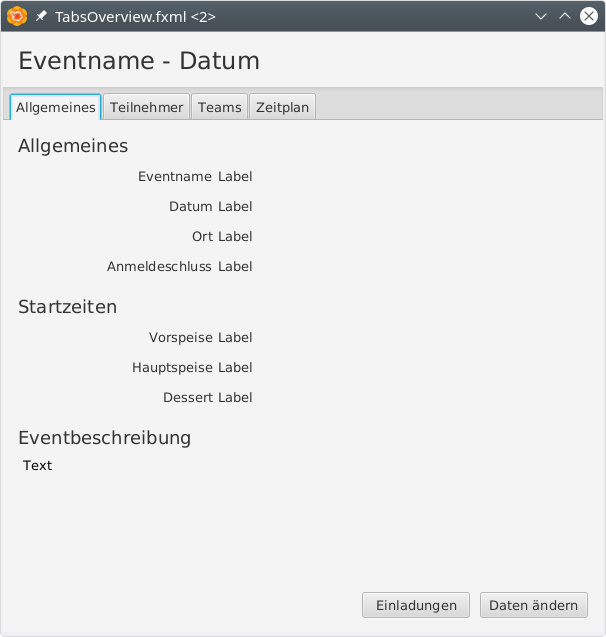 TabsOverview.fxml <2>
Eventname - Datum
Allgemeines Teilnehmer Teams Zeitplan
Allgemeines
Eventname Label
Datum Label
Ort Label
Anmeldeschluss Label
Startzeiten
Vorspeise Label
Hauptspeise Label
Dessert Label
Eventbeschreibung
Text
Einladungen Daten ändern